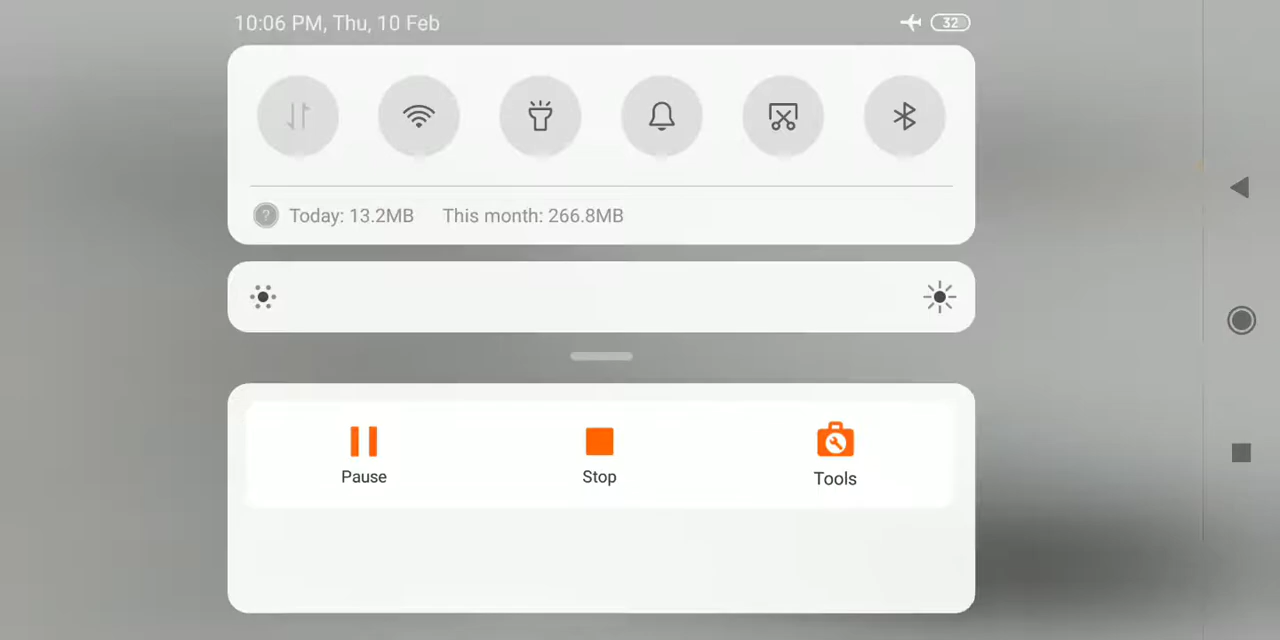 10:06 PM, Thu, 10 Feb 32
?
Today: 13.2MB This month: 266.8MB
Pause Stop Tools